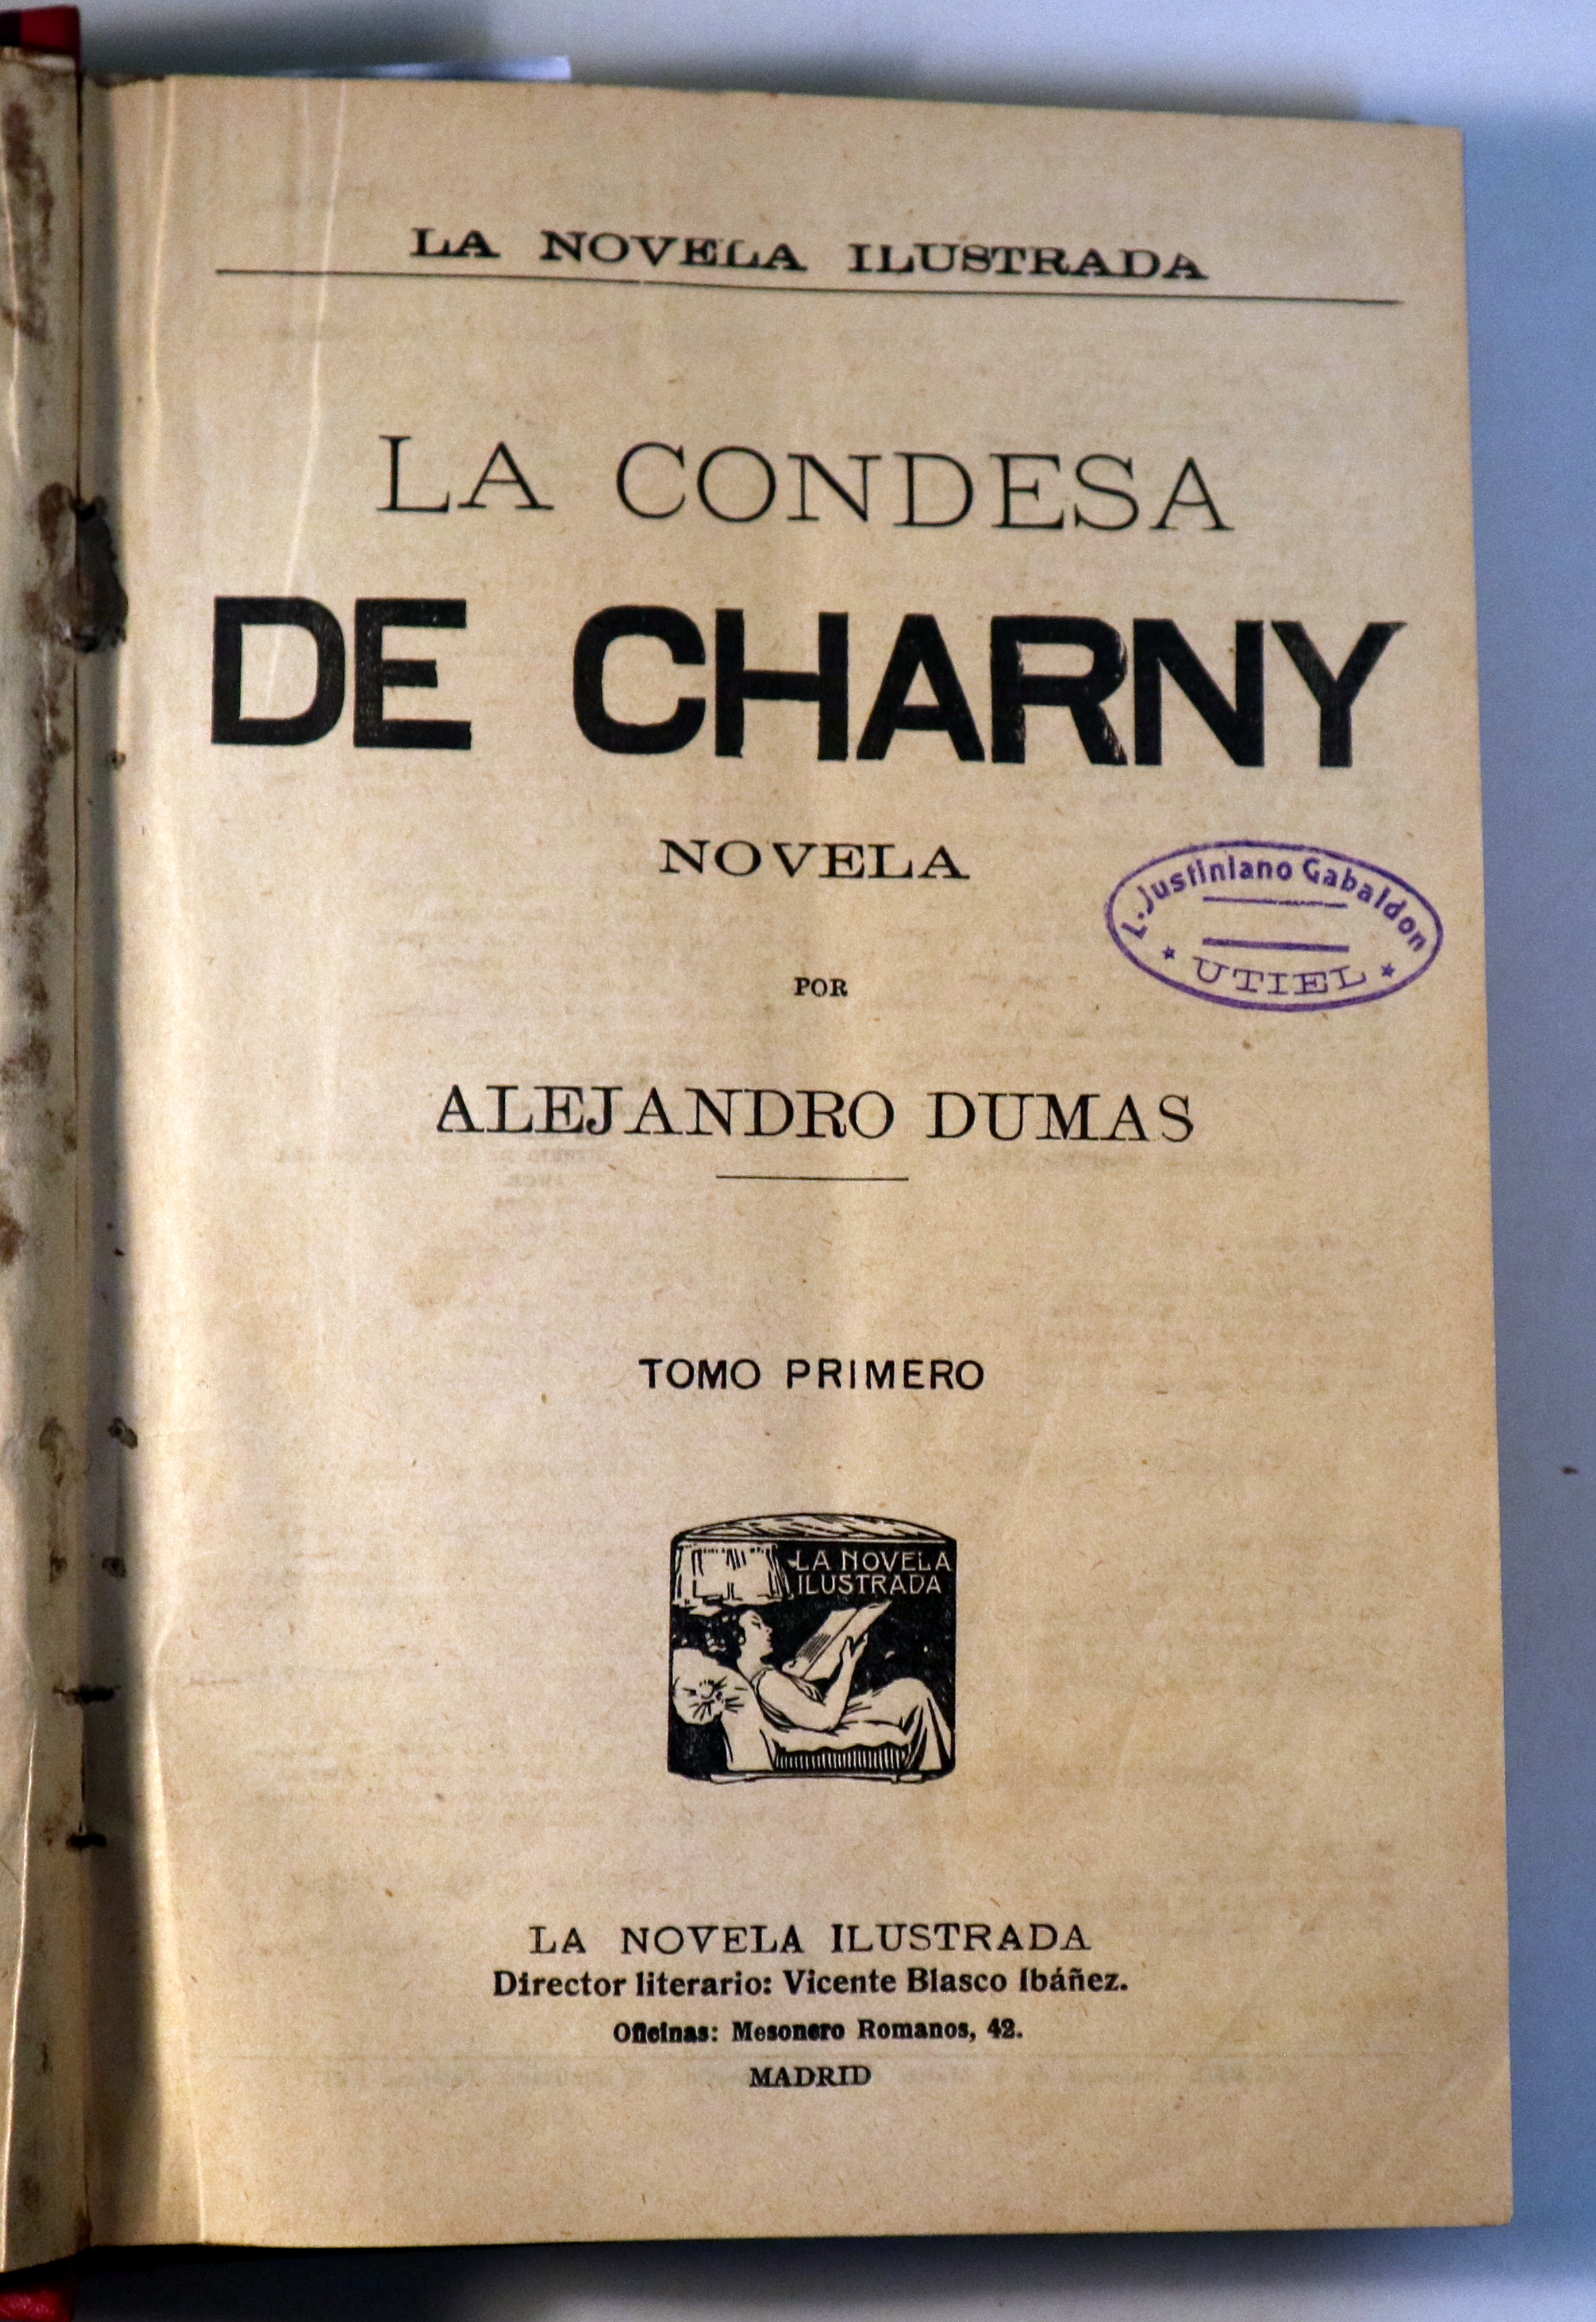 LA NOVELA ILUSTRADA
LA CONDESA
DE CHARNY
NOVELA
L. Justiniano Gabaldon
UTIEL
POR
ALEJANDRO DUMAS
TOMO PRIMERO
LA NOVELA
ILUSTRADA
LA NOVELA ILUSTRADA
Director literario: Vicente Blasco Ibáñez.
Oficinas: Mesonero Romanos, 42.
MADRID